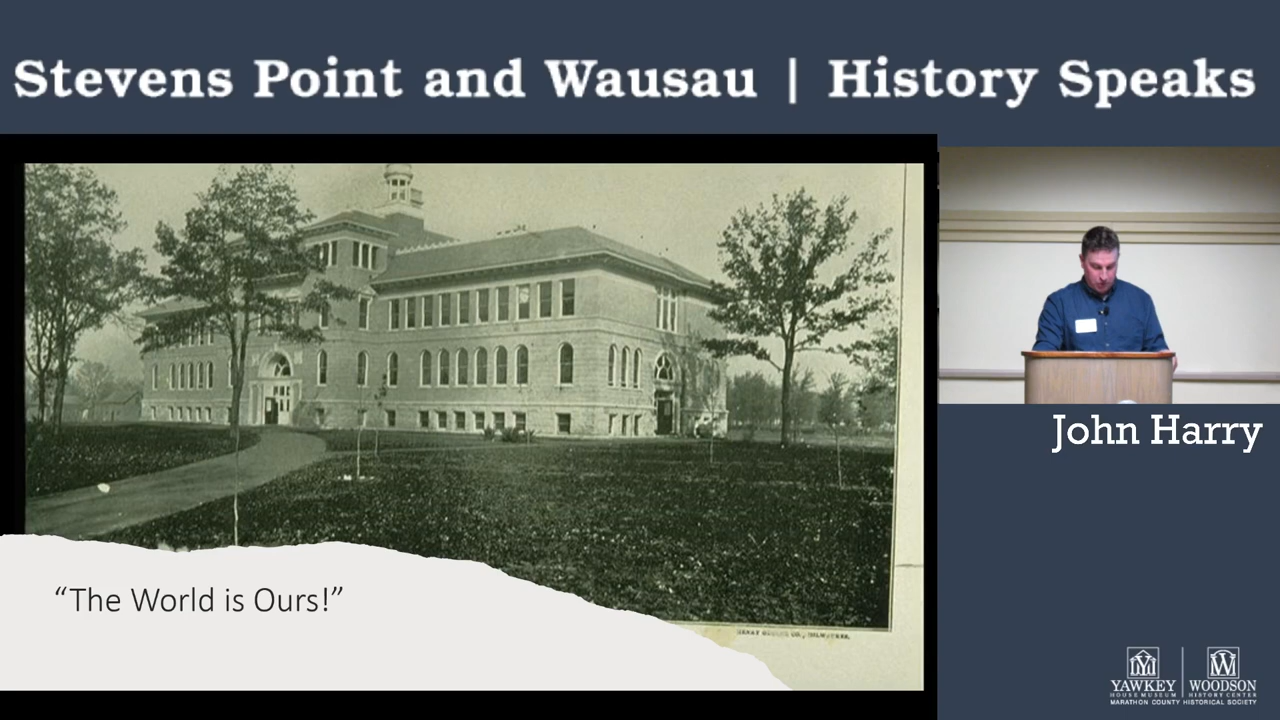 Stevens Point and Wausau | History Speaks
John Harry
“The World is Ours!”
YAWKEY
HOUSE MUSEUM
WOODSON
HISTORY CENTER
MARATHON COUNTY HISTORICAL SOCIETY